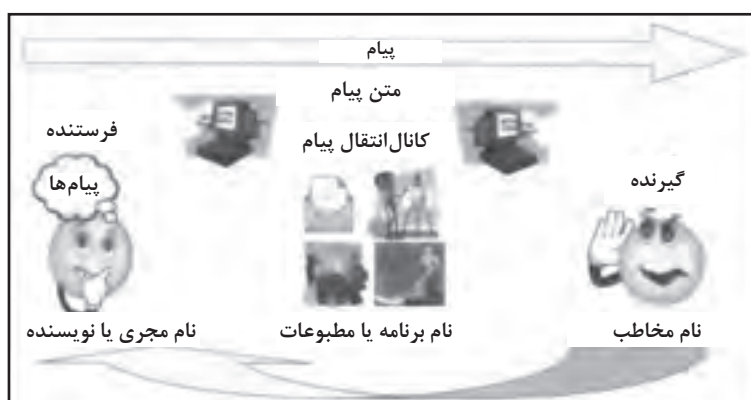 پیام
متن پیام
فرستنده
کانال‌انتقال پیام
گیرنده
پیام‌ها
نام مخاطب
نام برنامه یا مطبوعات
نام مجری یا نویسنده